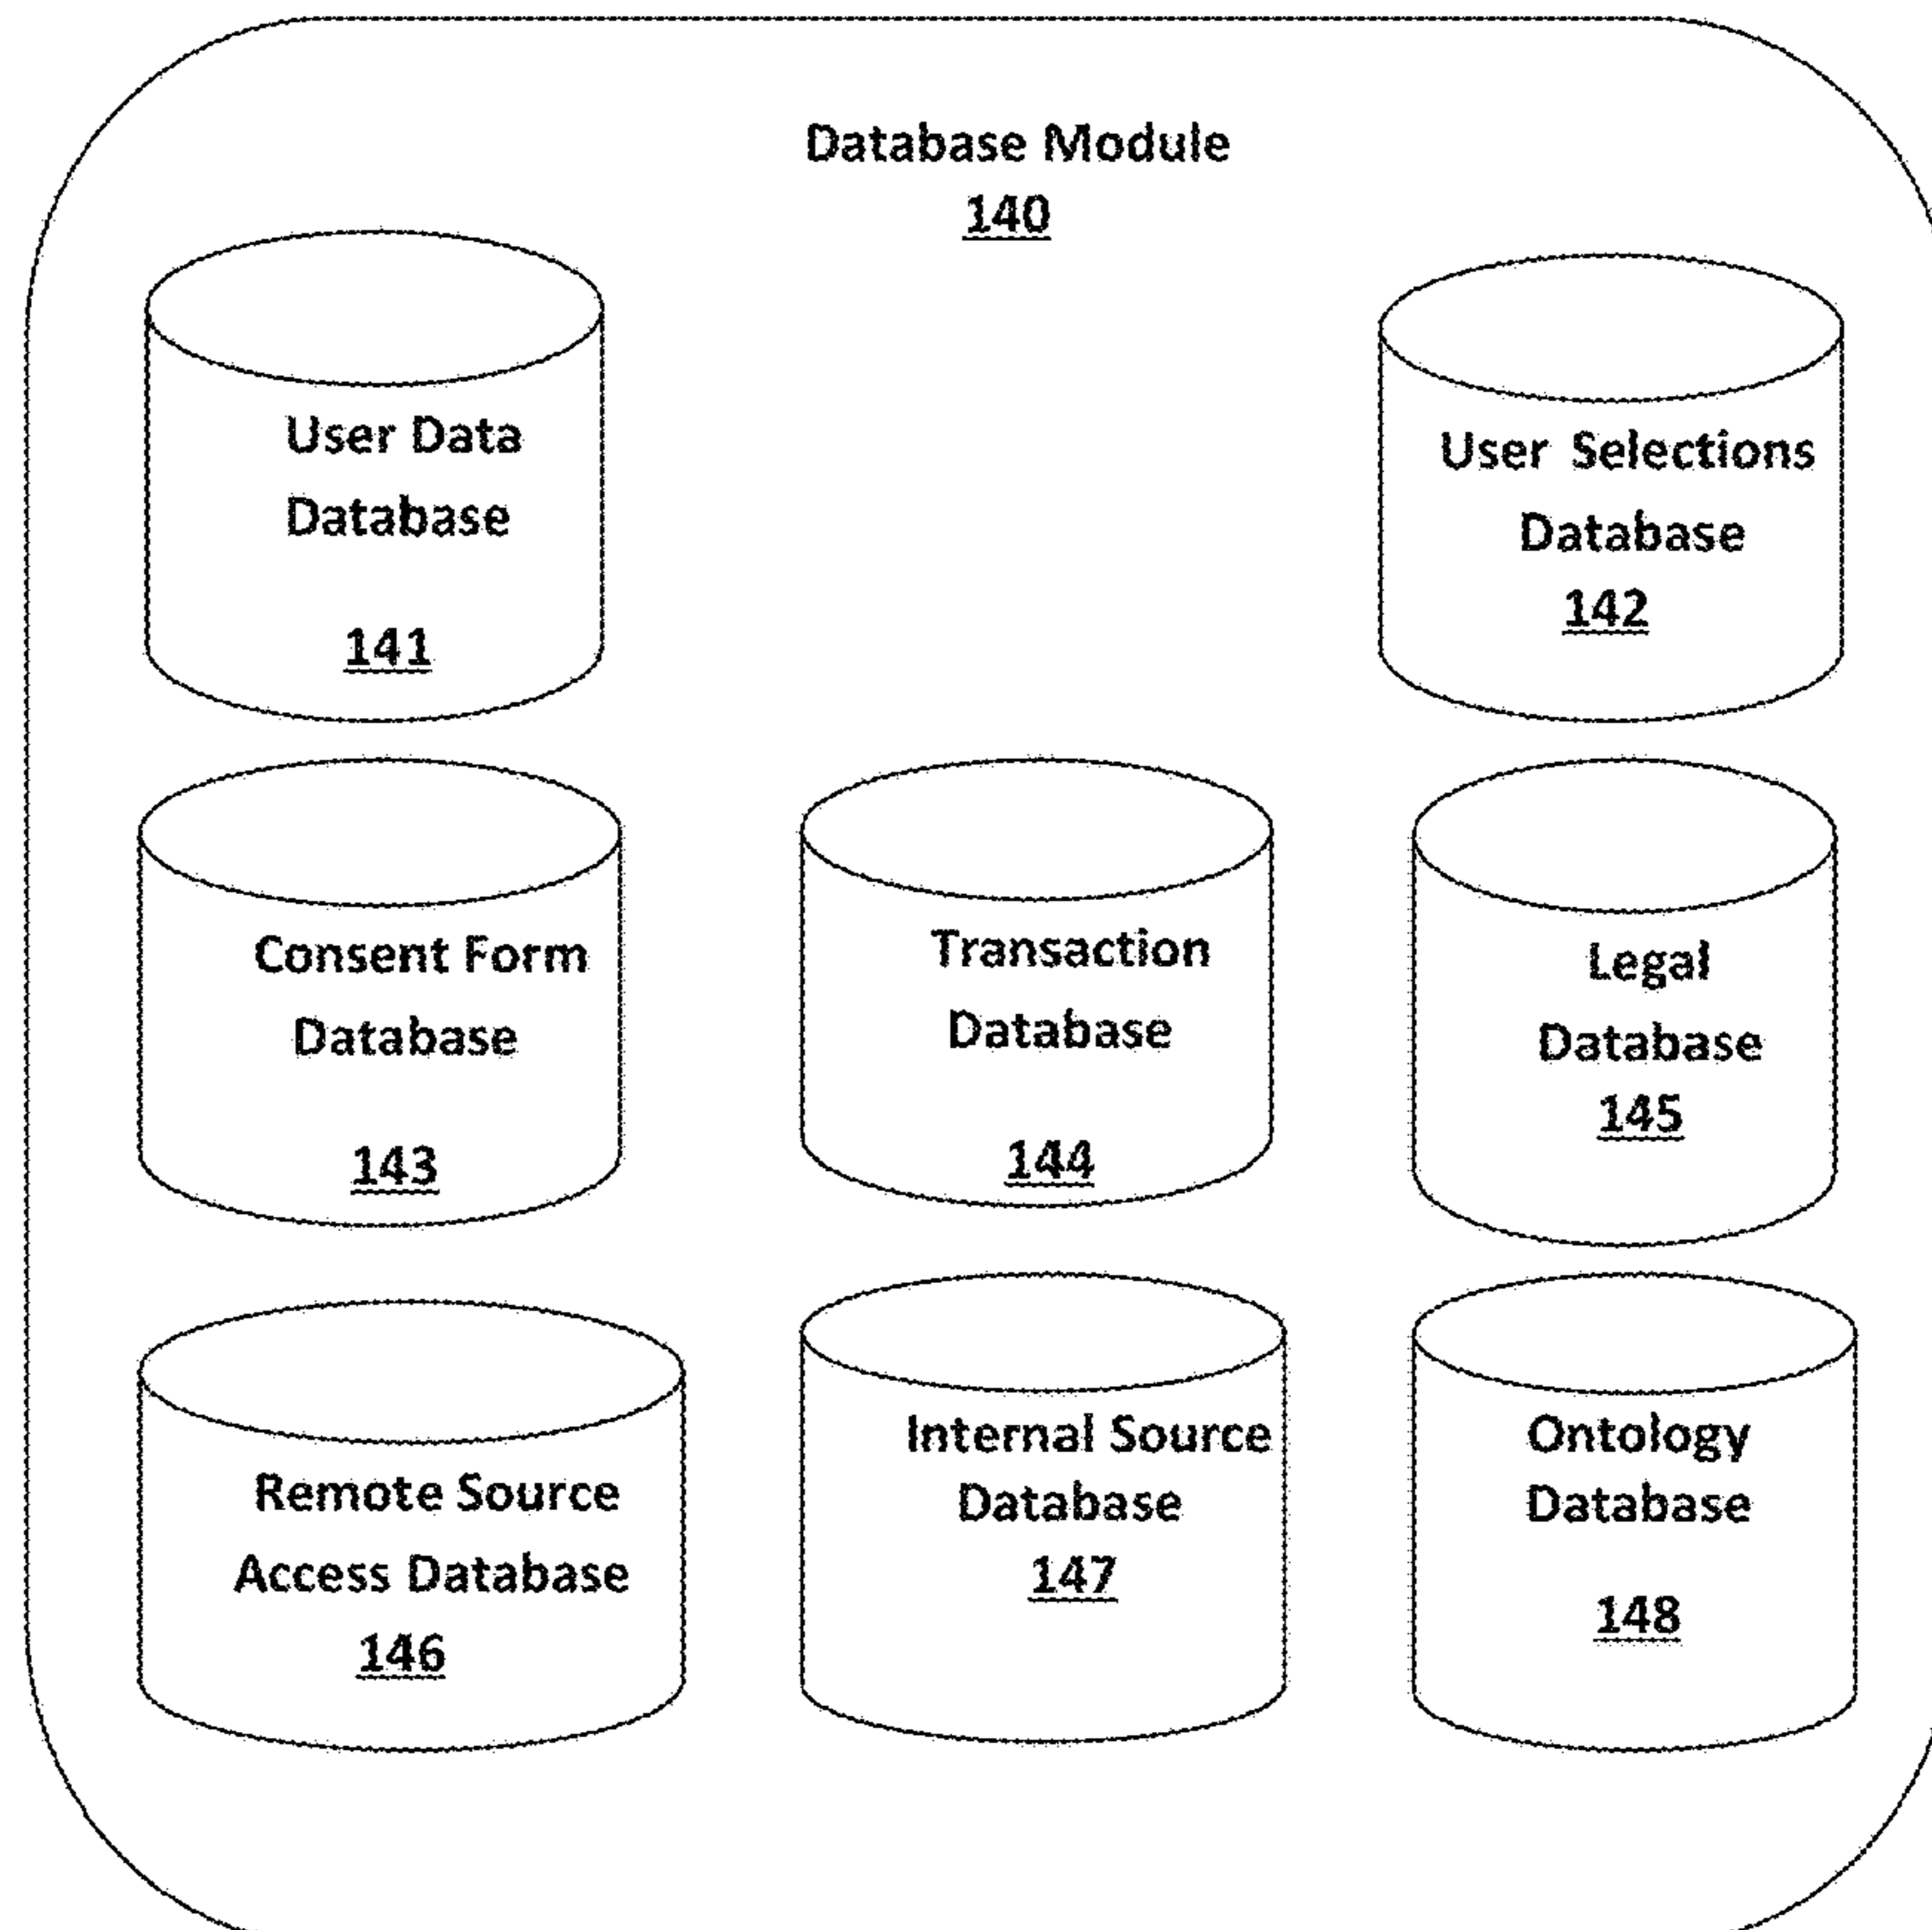 Database Module
140
User Data
Database
141
User Selections
Database
142
Consent Form
Database
143
Transaction
Database
144
Legal
Database
145
Remote Source
Access Database
146
Internal Source
Database
147
Ontology
Database
148